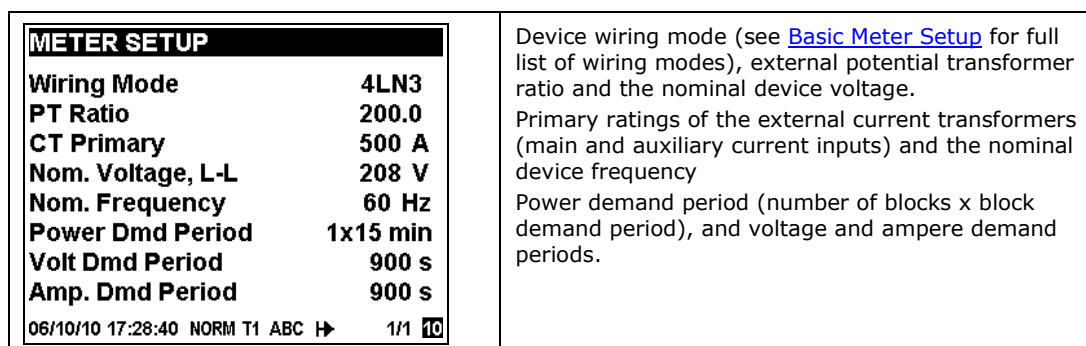 METER SETUP
Wiring Mode 4LN3
PT Ratio 200.0
CT Primary 500 A
Nom. Voltage, L-L 208 V
Nom. Frequency 60 Hz
Power Dmd Period 1x15 min
Volt Dmd Period 900 s
Amp. Dmd Period 900 s
06/10/10 17:28:40 NORM T1 ABC 1/1 10
Device wiring mode (see Basic Meter Setup for full
list of wiring modes), external potential transformer
ratio and the nominal device voltage.
Primary ratings of the external current transformers
(main and auxiliary current inputs) and the nominal
device frequency
Power demand period (number of blocks x block
demand period), and voltage and ampere demand
periods.